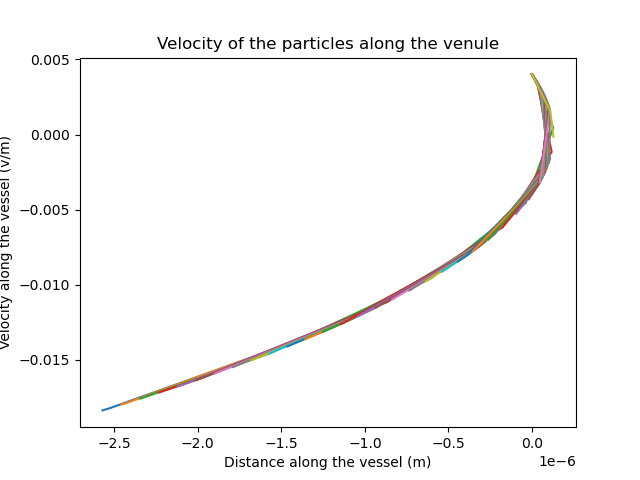 Velocity of the particles along the venule
Velocity along the vessel (v/m)
0.005
0.000
−0.005
−0.010
−0.015
−2.5 −2.0 −1.5 −1.0 −0.5 0.0
1e−6
Distance along the vessel (m)